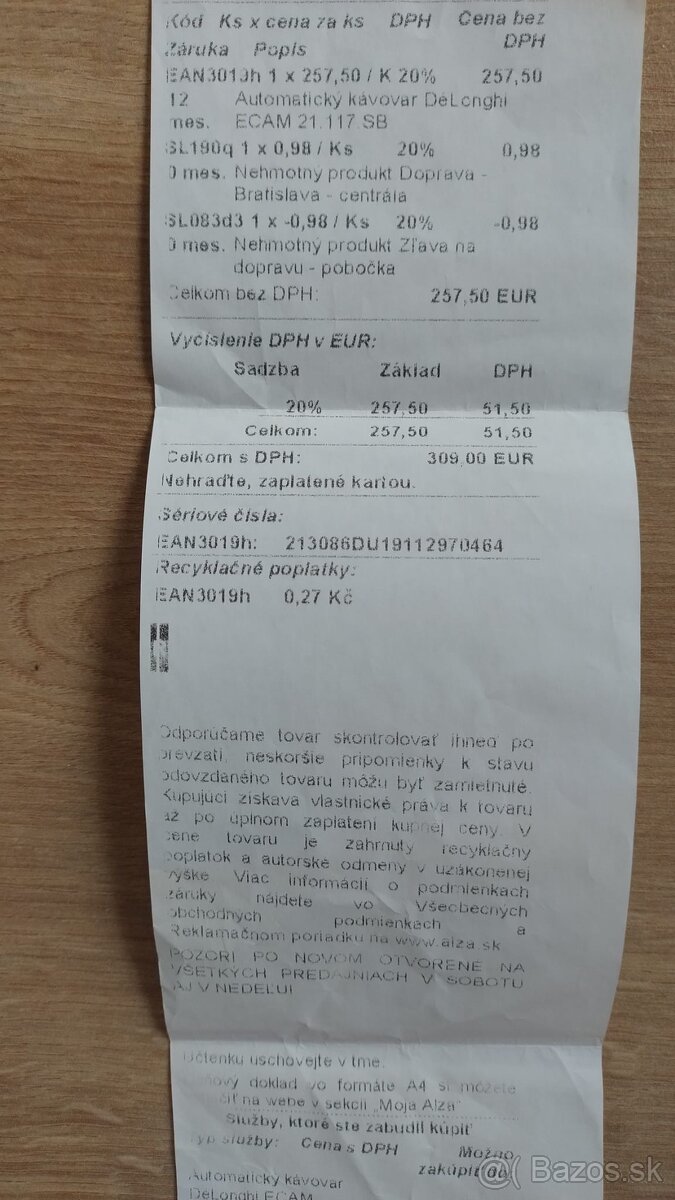 Kód Ks x cena za ks DPH Cena bez DPH
Záruka Popis
EAN3019h 1 x 257,50 / K 20% 257,50
12 mes. Automatický kávovar DeLonghi
ECAM 21.117.SB
SL190q 1 x 0,98 / Ks 20% 0,98
0 mes. Nehmotný produkt Doprava -
Bratislava - centrála
SL083d3 1 x -0,98 / Ks 20% -0,98
0 mes. Nehmotný produkt Zľava na
dopravu - pobočka
Celkom bez DPH: 257,50 EUR
Vycislenie DPH v EUR:
Sadzba Základ DPH
20% 257,50 51,50
Celkom: 257,50 51,50
Celkom s DPH: 309,00 EUR
Nehraďte, zaplatené kartou.
Sériové čísla:
EAN3019h: 213086DU19112970464
Recyklačné poplatky:
EAN3019h 0,27 Kč
Odporúčame tovar skontrolovať ihneď po
prevzatí, neskoršie pripomienky k stavu
odovzdaného tovaru môžu byť zamietnuté.
Kupujúci získava vlastnické práva k tovaru
až po úplnom zaplatení kúpnej ceny. V
cene tovaru je zahrnutý recyklačný
poplatok a autorské odmeny v uzákonenej
výške Viac informácií o podmienkach
záruky nájdete vo Všeobecných
obchodných podmienkach a
Reklamačnom poriadku na www.alza.sk
POZOR! PO NOVOM OTVORENÉ NA
VŠETKÝCH PREDAJNIACH V SOBOTU
AJ V NEDEĽU!
Účtenku uschovejte v tme.
doklad vo formáte A4 si môžete
na webe v sekcii „Moja Alza"
Služby, ktoré ste zabudli kúpiť
Typ služby: Cena s DPH Možno
zakúpiť do:
Automatický kávovar
DeLonghi ECAM
Bazos.sk